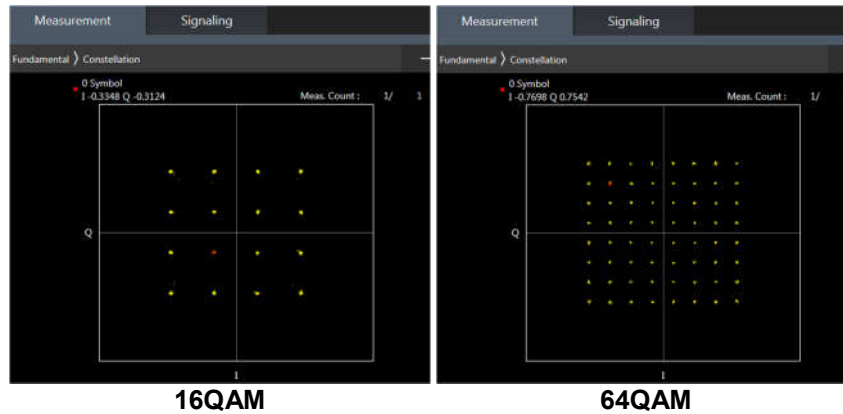 Measurement Signaling
Fundamental 〉 Constellation
0 Symbol
I -0.3348 Q -0.3124 Meas. Count : 1/ 1
Q
I
16QAM
Measurement Signaling
Fundamental 〉 Constellation
0 Symbol
I -0.7698 Q 0.7542 Meas. Count : 1/
Q
I
64QAM